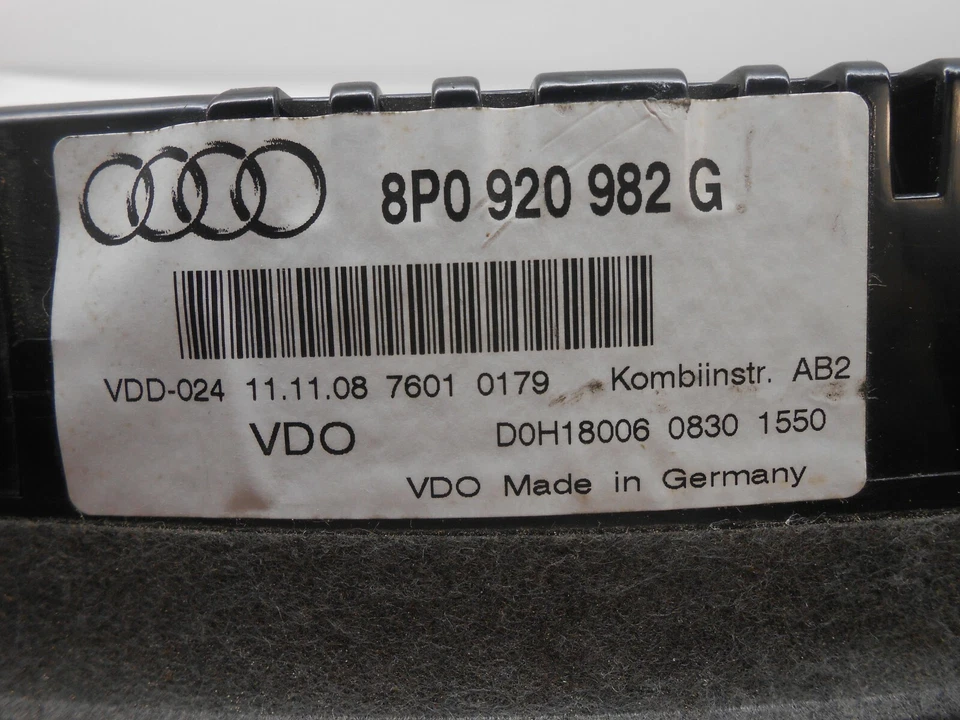 8P0 920 982 G
VDD-024 11.11.08 7601 0179 Kombiinstr. AB2
VDO D0H18006 0830 1550
VDO Made in Germany